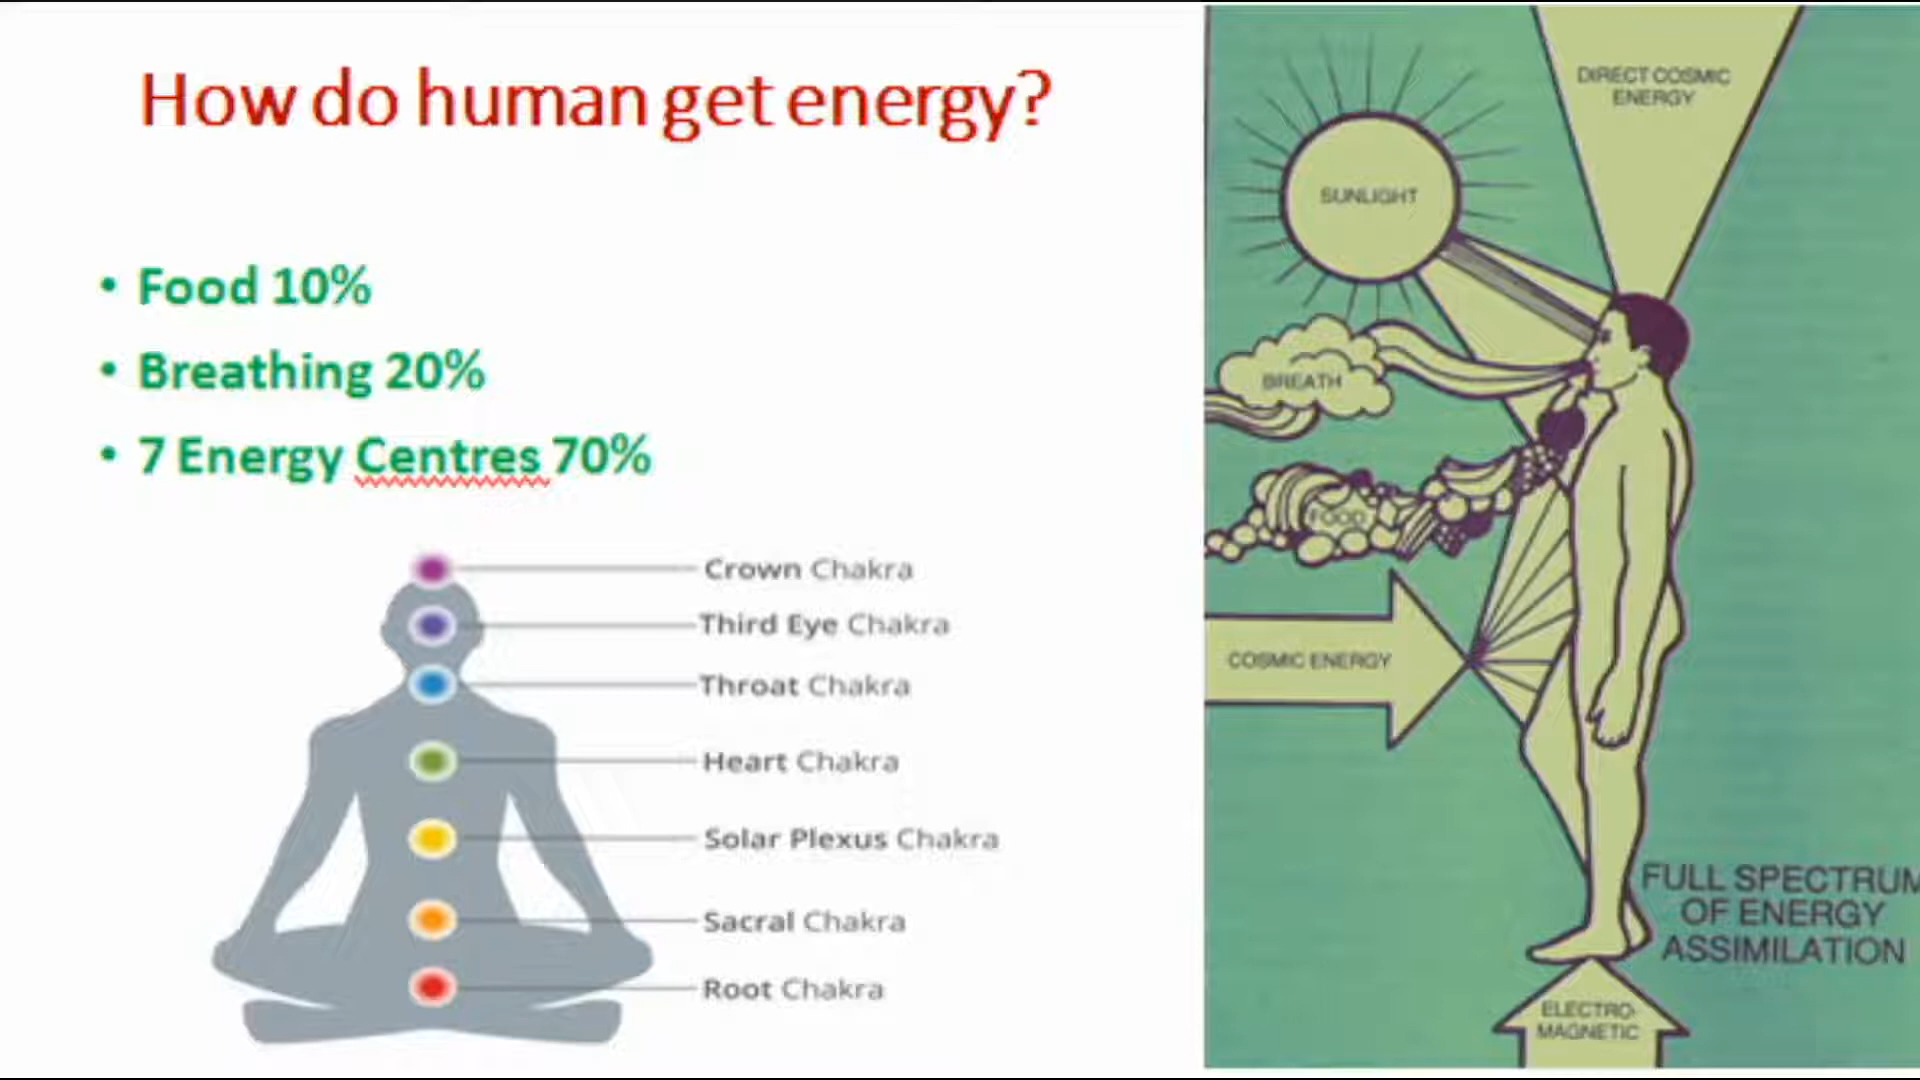 How do human get energy?
• Food 10%
• Breathing 20%
• 7 Energy Centres 70%
Crown Chakra
Third Eye Chakra
Throat Chakra
Heart Chakra
Solar Plexus Chakra
Sacral Chakra
Root Chakra
DIRECT COSMIC
ENERGY
SUNLIGHT
BREATH
FOOD
COSMIC ENERGY
FULL SPECTRUM
OF ENERGY
ASSIMILATION
ELECTRO-
MAGNETIC